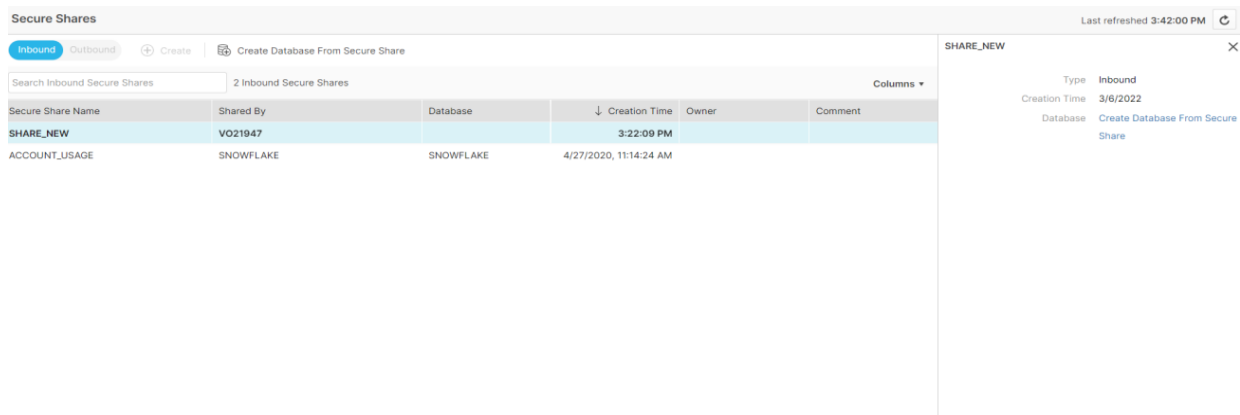 Secure Shares
Last refreshed 3:42:00 PM
Inbound Outbound Create Create Database From Secure Share
Search Inbound Secure Shares 2 Inbound Secure Shares Columns
Secure Share Name Shared By Database ↓ Creation Time Owner Comment
SHARE_NEW VO21947 3:22:09 PM
ACCOUNT_USAGE SNOWFLAKE SNOWFLAKE 4/27/2020, 11:14:24 AM
SHARE_NEW
Type Inbound
Creation Time 3/6/2022
Database Create Database From Secure
Share